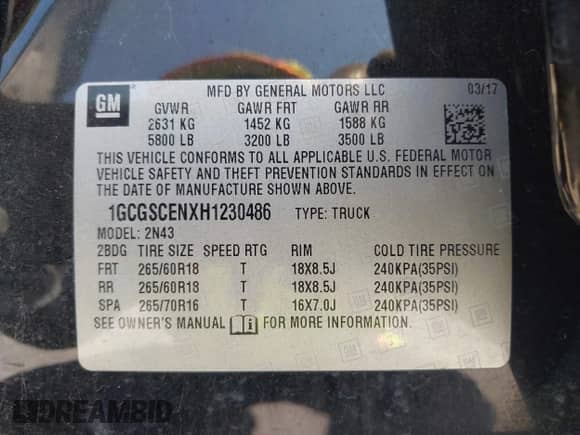 GM
MFD BY GENERAL MOTORS LLC 03/17
GVWR GAWR FRT GAWR RR
2631 KG 1452 KG 1588 KG
5800 LB 3200 LB 3500 LB
THIS VEHICLE CONFORMS TO ALL APPLICABLE U.S. FEDERAL MOTOR
VEHICLE SAFETY AND THEFT PREVENTION STANDARDS IN EFFECT ON
THE DATE OF MANUFACTURE SHOWN ABOVE.
1GCGSCENXH1230486 TYPE: TRUCK
MODEL: 2N43
2BDG TIRE SIZE SPEED RTG RIM COLD TIRE PRESSURE
FRT 265/60R18 T 18X8.5J 240KPA(35PSI)
RR 265/60R18 T 18X8.5J 240KPA(35PSI)
SPA 265/70R16 T 16X7.0J 240KPA(35PSI)
SEE OWNER'S MANUAL FOR MORE INFORMATION.
DREAMBID